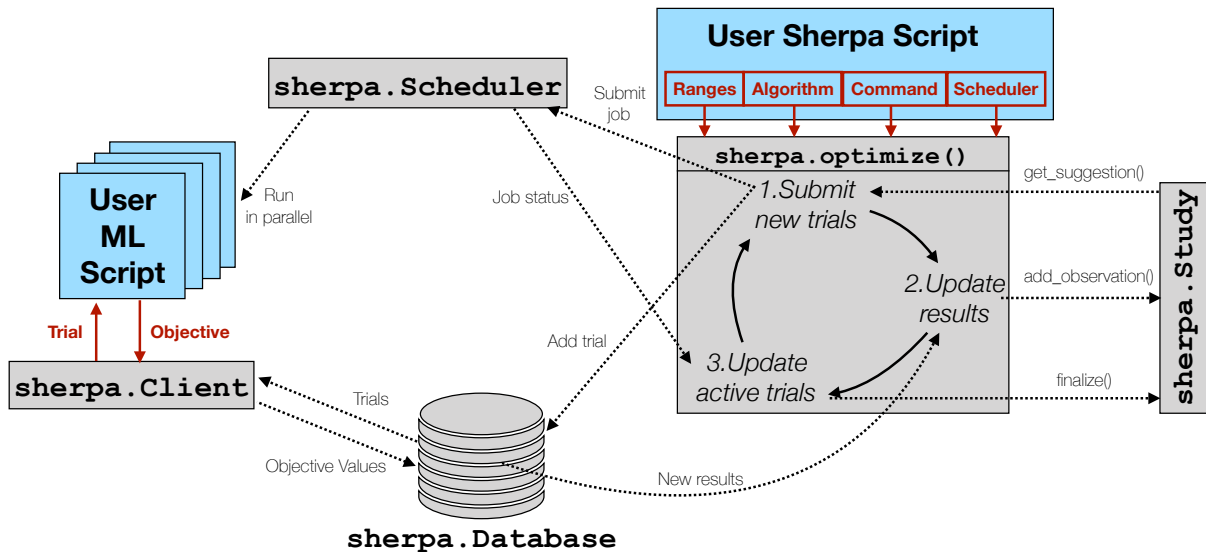 User Sherpa Script
Ranges
Algorithm
Command
Scheduler
sherpa.Scheduler
Submit
job
sherpa.optimize()
get_suggestion()
1.Submit
new trials
Job status
Run
in parallel
User
ML
Script
sherpa.Study
add_observation()
2.Update
results
Trial
Objective
Add trial
3.Update
active trials
finalize()
sherpa.Client
Trials
Objective Values
New results
sherpa.Database